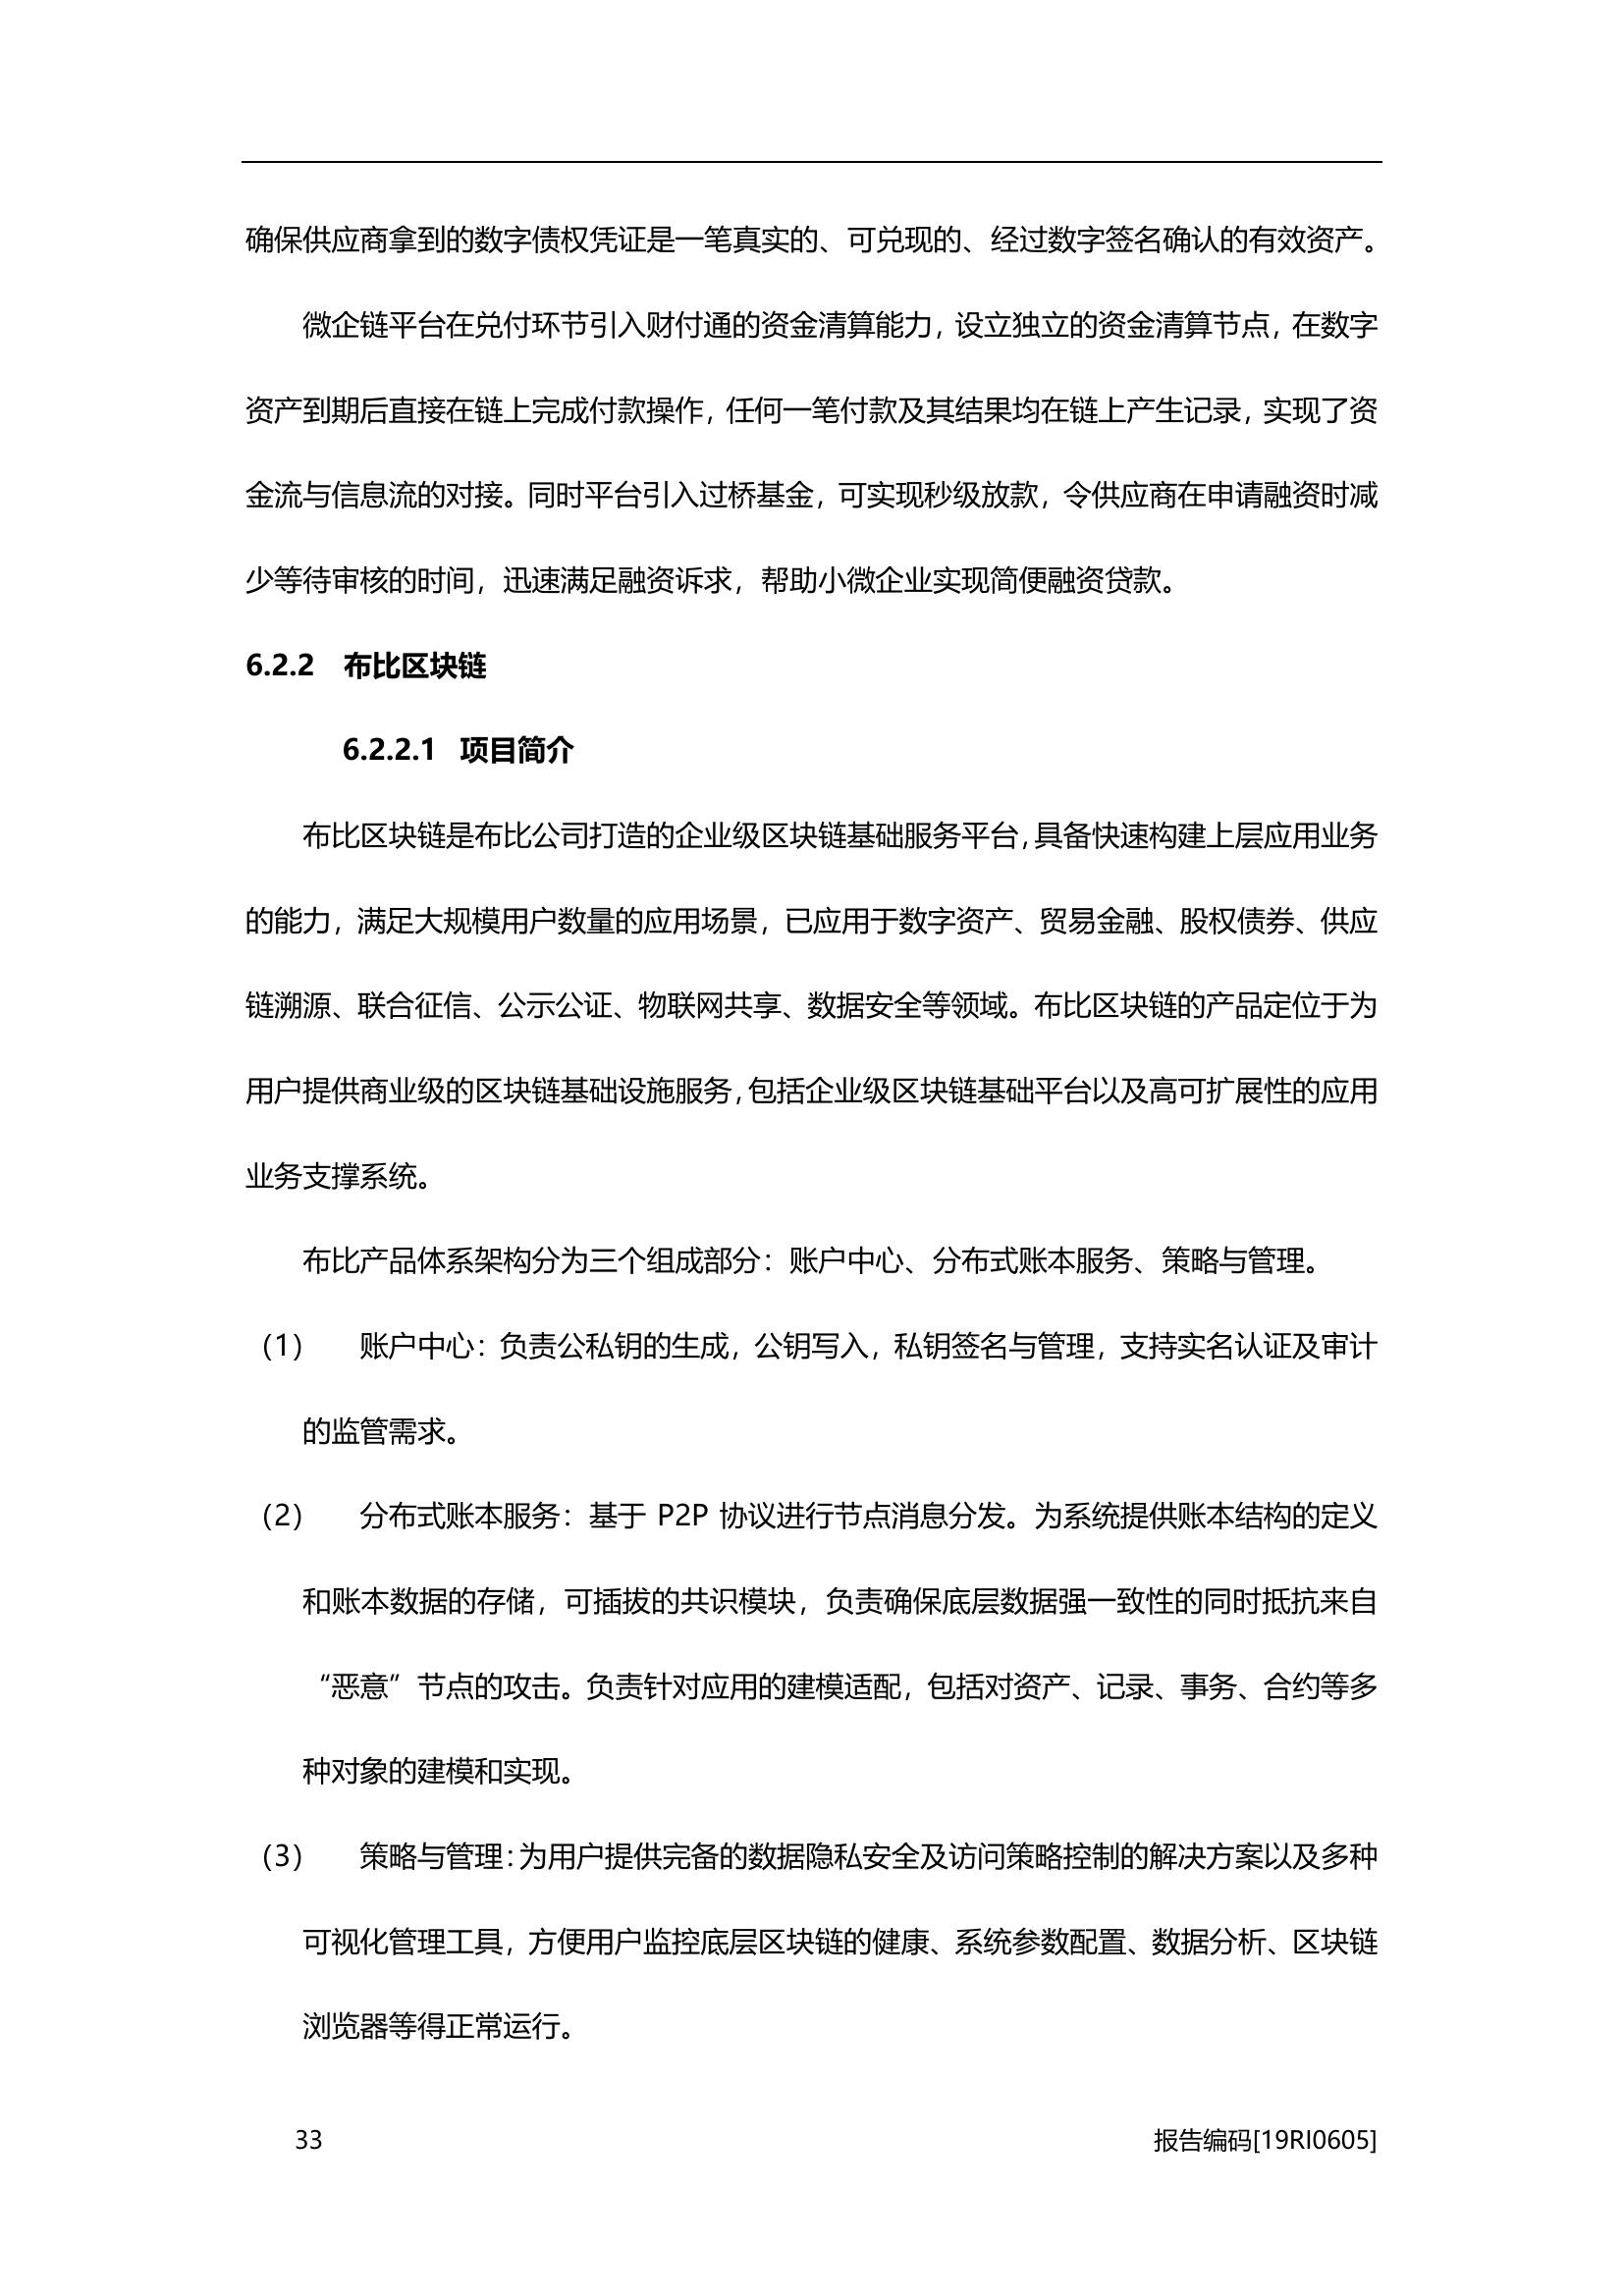 确保供应商拿到的数字债权凭证是一笔真实的、可兑现的、经过数字签名确认的有效资产。
微企链平台在兑付环节引入财付通的资金清算能力，设立独立的资金清算节点，在数字
资产到期后直接在链上完成付款操作，任何一笔付款及其结果均在链上产生记录，实现了资
金流与信息流的对接。同时平台引入过桥基金，可实现秒级放款，令供应商在申请融资时减
少等待审核的时间，迅速满足融资诉求，帮助小微企业实现简便融资贷款。
6.2.2 布比区块链
6.2.2.1 项目简介
布比区块链是布比公司打造的企业级区块链基础服务平台，具备快速构建上层应用业务
的能力，满足大规模用户数量的应用场景，已应用于数字资产、贸易金融、股权债券、供应
链溯源、联合征信、公示公证、物联网共享、数据安全等领域。布比区块链的产品定位于为
用户提供商业级的区块链基础设施服务，包括企业级区块链基础平台以及高可扩展性的应用
业务支撑系统。
布比产品体系架构分为三个组成部分：账户中心、分布式账本服务、策略与管理。
（1） 账户中心：负责公私钥的生成，公钥写入，私钥签名与管理，支持实名认证及审计
的监管需求。
（2） 分布式账本服务：基于 P2P 协议进行节点消息分发。为系统提供账本结构的定义
和账本数据的存储，可插拔的共识模块，负责确保底层数据强一致性的同时抵抗来自
“恶意”节点的攻击。负责针对应用的建模适配，包括对资产、记录、事务、合约等多
种对象的建模和实现。
（3） 策略与管理：为用户提供完备的数据隐私安全及访问策略控制的解决方案以及多种
可视化管理工具，方便用户监控底层区块链的健康、系统参数配置、数据分析、区块链
浏览器等得正常运行。
33 报告编码[19RI0605]